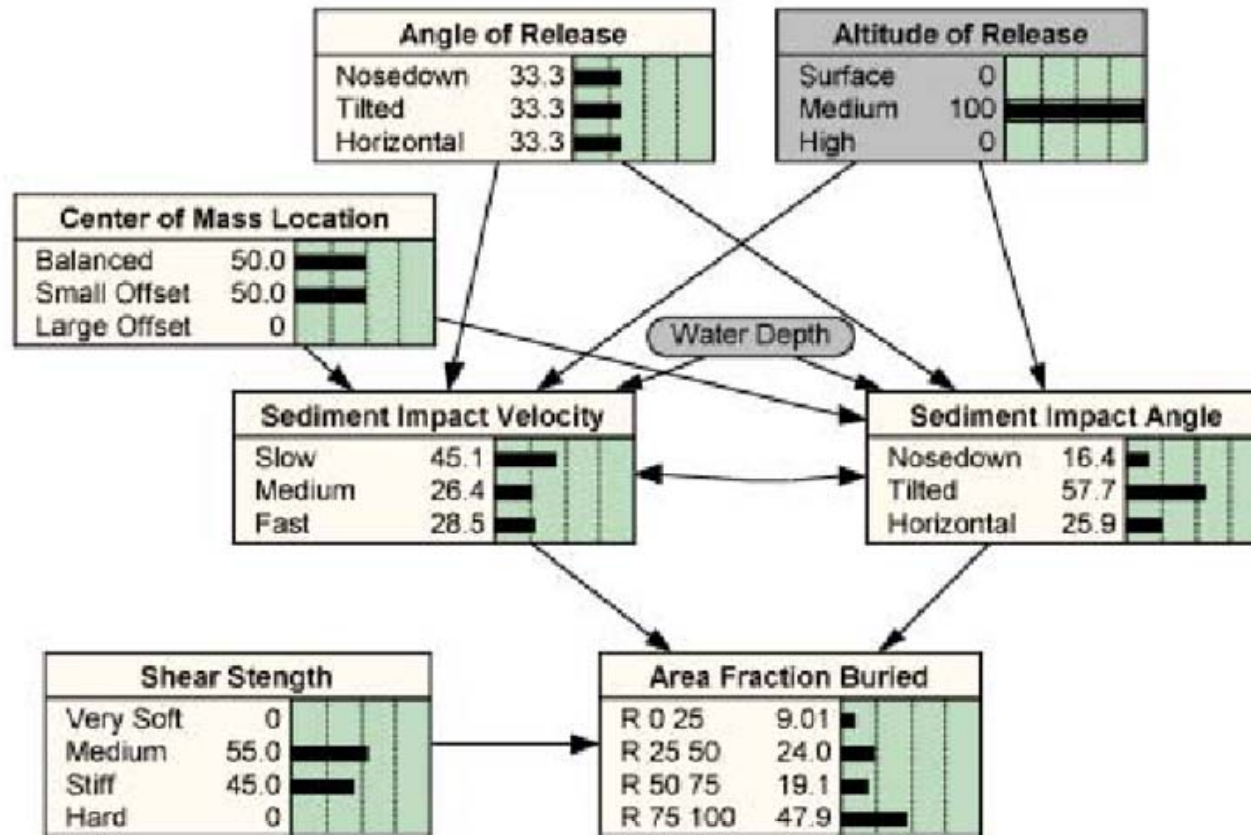 Angle of Release
Nosedown 33.3
Tilted 33.3
Horizontal 33.3
Altitude of Release
Surface 0
Medium 100
High 0
Center of Mass Location
Balanced 50.0
Small Offset 50.0
Large Offset 0
Water Depth
Sediment Impact Velocity
Slow 45.1
Medium 26.4
Fast 28.5
Sediment Impact Angle
Nosedown 16.4
Tilted 57.7
Horizontal 25.9
Shear Stength
Very Soft 0
Medium 55.0
Stiff 45.0
Hard 0
Area Fraction Buried
R 0 25 9.01
R 25 50 24.0
R 50 75 19.1
R 75 100 47.9